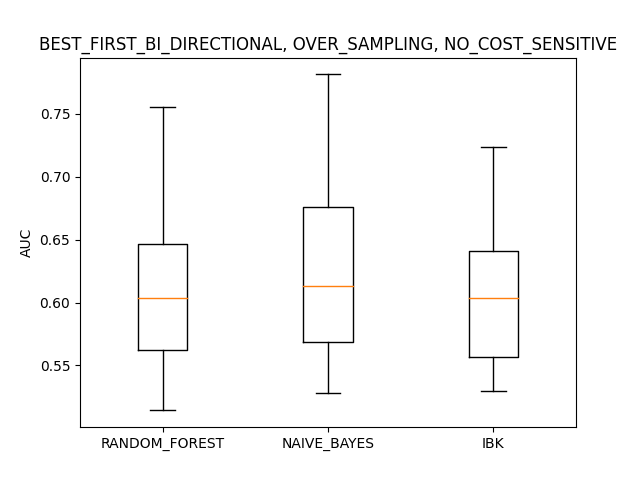 BEST_FIRST_BI_DIRECTIONAL, OVER_SAMPLING, NO_COST_SENSITIVE
AUC
0.75
0.70
0.65
0.60
0.55
RANDOM_FOREST
NAIVE_BAYES
IBK